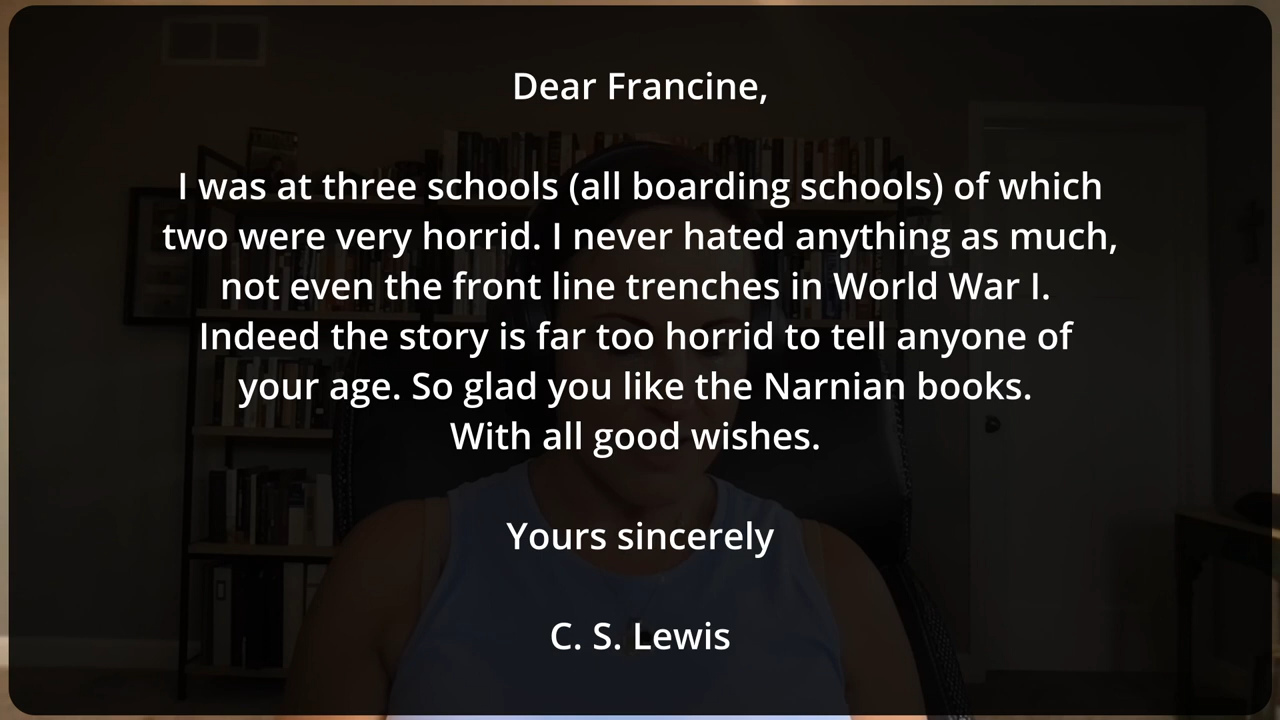 Dear Francine,
I was at three schools (all boarding schools) of which
two were very horrid. I never hated anything as much,
not even the front line trenches in World War I.
Indeed the story is far too horrid to tell anyone of
your age. So glad you like the Narnian books.
With all good wishes.
Yours sincerely
C. S. Lewis